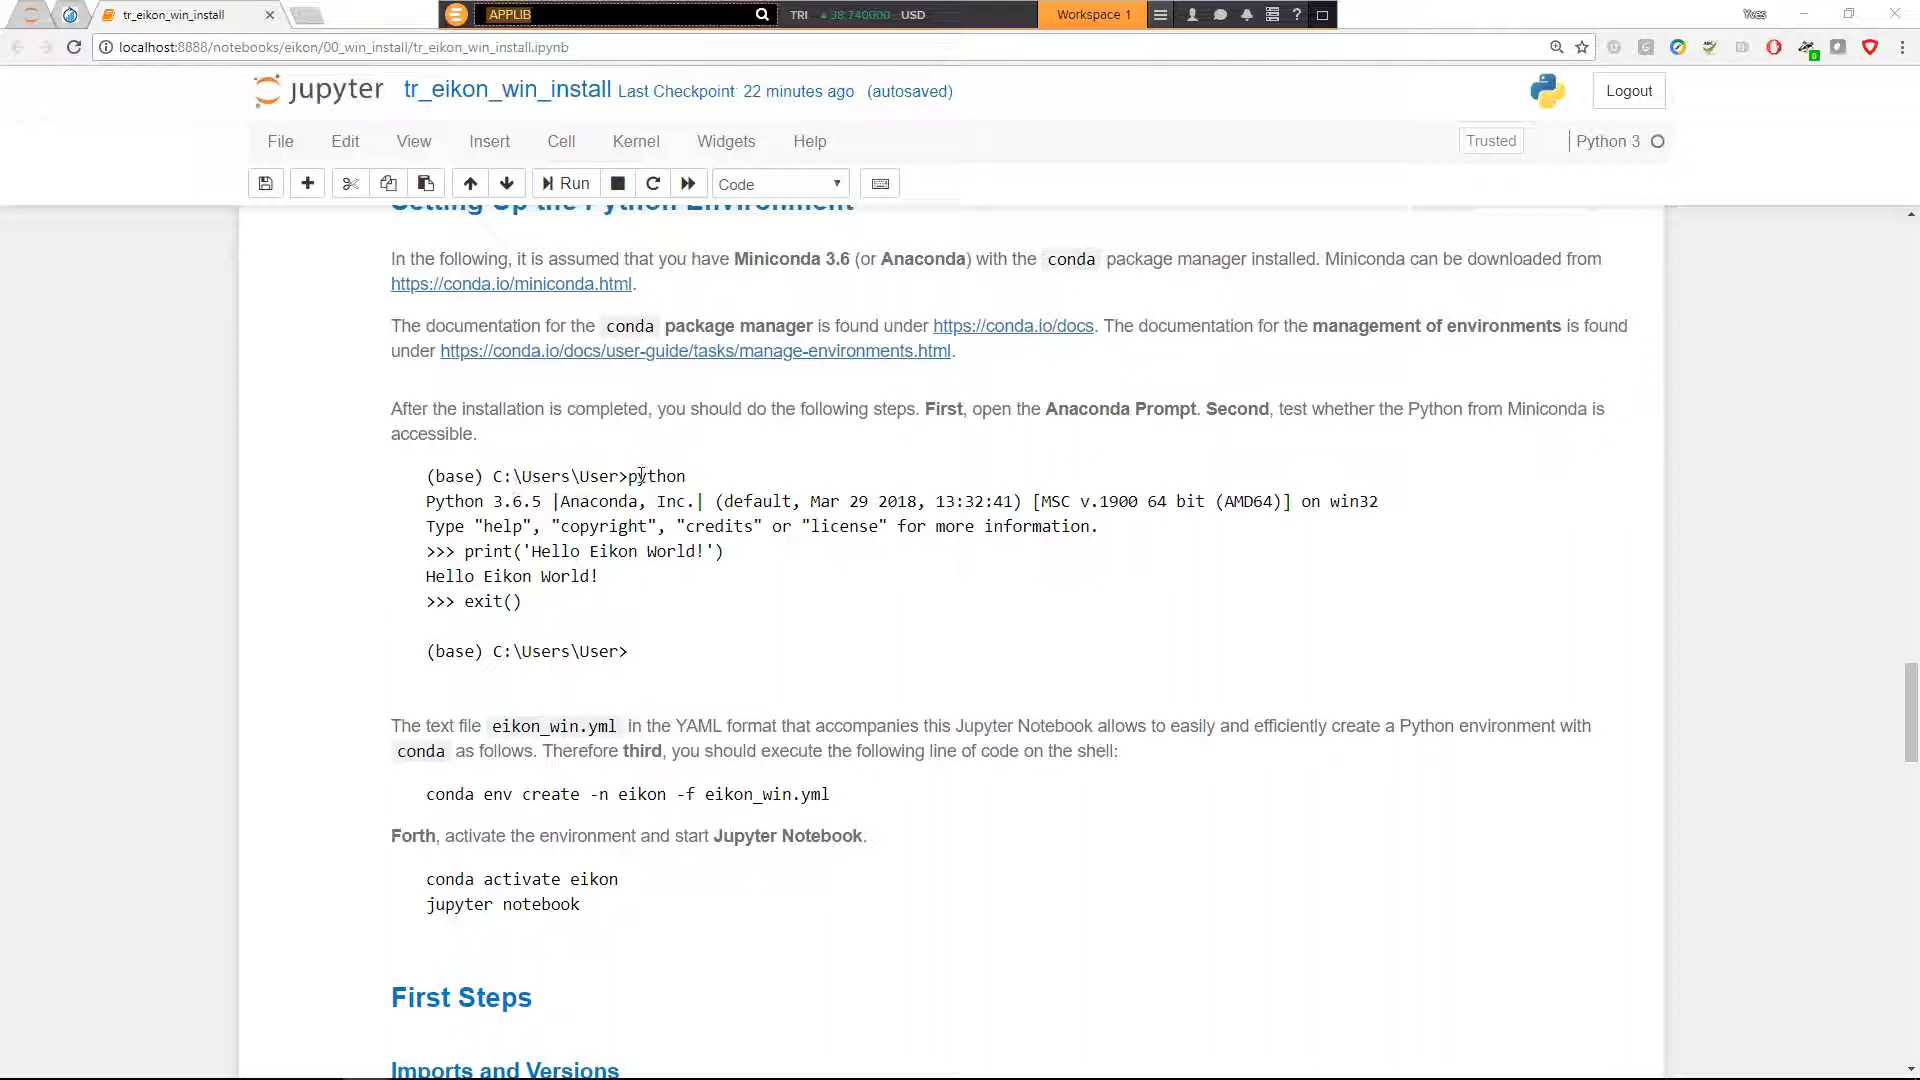 tr_eikon_win_install
APPLIB
TRI 38.740000 USD
Workspace 1
?
Yves
localhost:8888/notebooks/eikon/00_win_install/tr_eikon_win_install.ipynb
jupyter tr_eikon_win_install Last Checkpoint: 22 minutes ago (autosaved)
Logout
File Edit View Insert Cell Kernel Widgets Help
Trusted Python 3
Run Code
Setting Up the Python Environment
In the following, it is assumed that you have Miniconda 3.6 (or Anaconda) with the conda package manager installed. Miniconda can be downloaded from
https://conda.io/miniconda.html.
The documentation for the conda package manager is found under https://conda.io/docs. The documentation for the management of environments is found
under https://conda.io/docs/user-guide/tasks/manage-environments.html.
After the installation is completed, you should do the following steps. First, open the Anaconda Prompt. Second, test whether the Python from Miniconda is
accessible.
(base) C:\Users\User>python
Python 3.6.5 |Anaconda, Inc.| (default, Mar 29 2018, 13:32:41) [MSC v.1900 64 bit (AMD64)] on win32
Type "help", "copyright", "credits" or "license" for more information.
>>> print('Hello Eikon World!')
Hello Eikon World!
>>> exit()
(base) C:\Users\User>
The text file eikon_win.yml in the YAML format that accompanies this Jupyter Notebook allows to easily and efficiently create a Python environment with
conda as follows. Therefore third, you should execute the following line of code on the shell:
conda env create -n eikon -f eikon_win.yml
Forth, activate the environment and start Jupyter Notebook.
conda activate eikon
jupyter notebook
First Steps
Imports and Versions